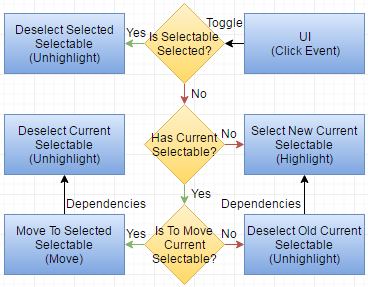 Deselect Selected
Selectable
(Unhighlight)
Yes
Is Selectable
Selected?
Toggle
UI
(Click Event)
No
Deselect Current
Selectable
(Unhighlight)
Has Current
Selectable?
No
Select New Current
Selectable
(Highlight)
Yes
Dependencies
Dependencies
Move To Selected
Selectable
(Move)
Yes
Is To Move
Current
Selectable?
No
Deselect Old Current
Selectable
(Unhighlight)